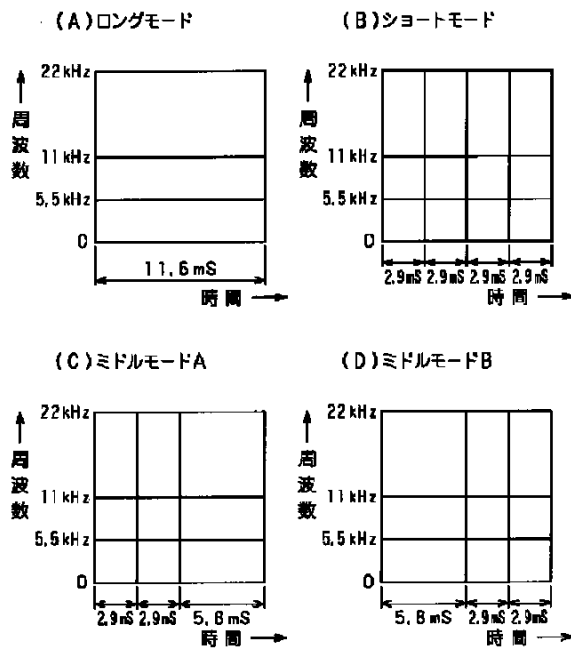 (A)ロングモード
22kHz
周波数
11kHz
5.5kHz
0
11.6mS
時間
(B)ショートモード
22kHz
周波数
11kHz
5.5kHz
0
2.9mS 2.9mS 2.9mS 2.9mS
時間
(C)ミドルモードA
22kHz
周波数
11kHz
5.5kHz
0
2.9mS 2.9mS 5.8mS
時間
(D)ミドルモードB
22kHz
周波数
11kHz
5.5kHz
0
5.8mS 2.9mS 2.9mS
時間